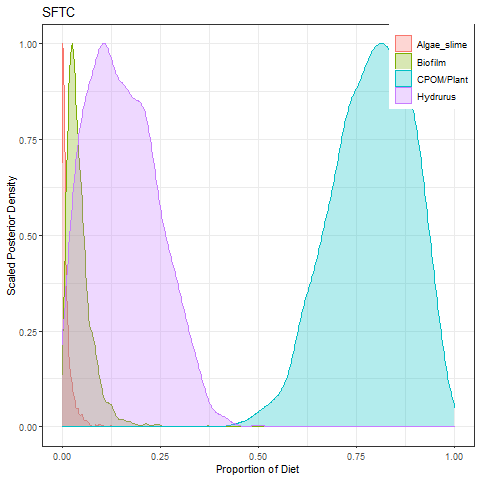 SFTC
Algae_slime
Biofilm
CPOM/Plant
Hydrurus
Scaled Posterior Density
1.00
0.75
0.50
0.25
0.00
0.00 0.25 0.50 0.75 1.00
Proportion of Diet